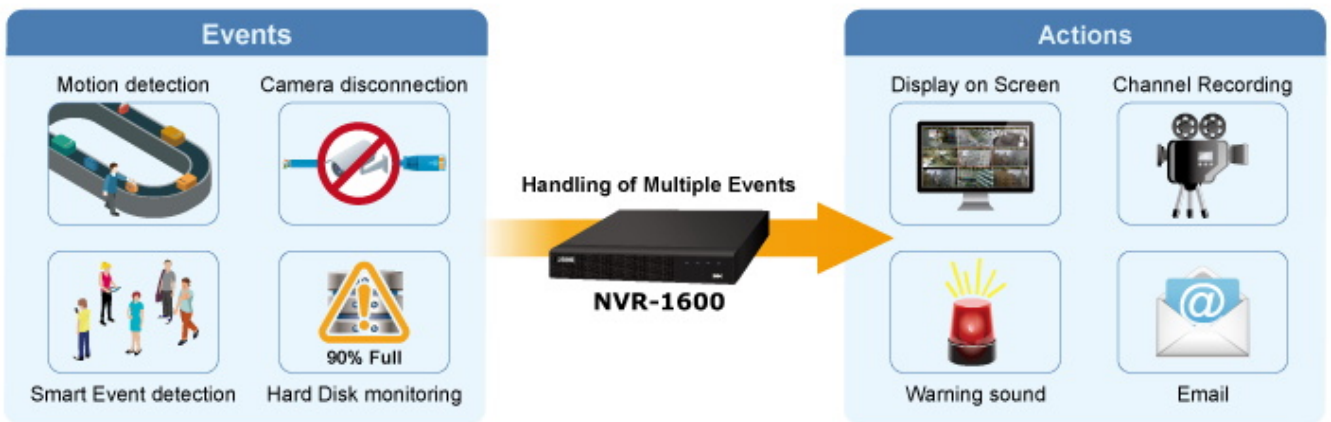 Events
Motion detection
Camera disconnection
90% Full
Smart Event detection
Hard Disk monitoring
Handling of Multiple Events
NVR-1600
Actions
Display on Screen
Channel Recording
@
Warning sound
Email